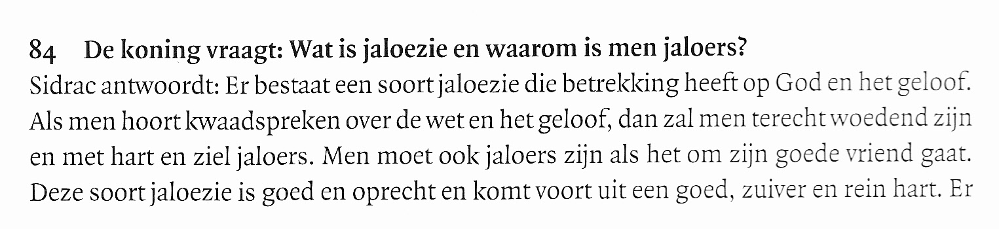 84 De koning vraagt: Wat is jaloezie en waarom is men jaloers?
Sidrac antwoordt: Er bestaat een soort jaloezie die betrekking heeft op God en het geloof.
Als men hoort kwaadspreken over de wet en het geloof, dan zal men terecht woedend zijn
en met hart en ziel jaloers. Men moet ook jaloers zijn als het om zijn goede vriend gaat.
Deze soort jaloezie is goed en oprecht en komt voort uit een goed, zuiver en rein hart. Er